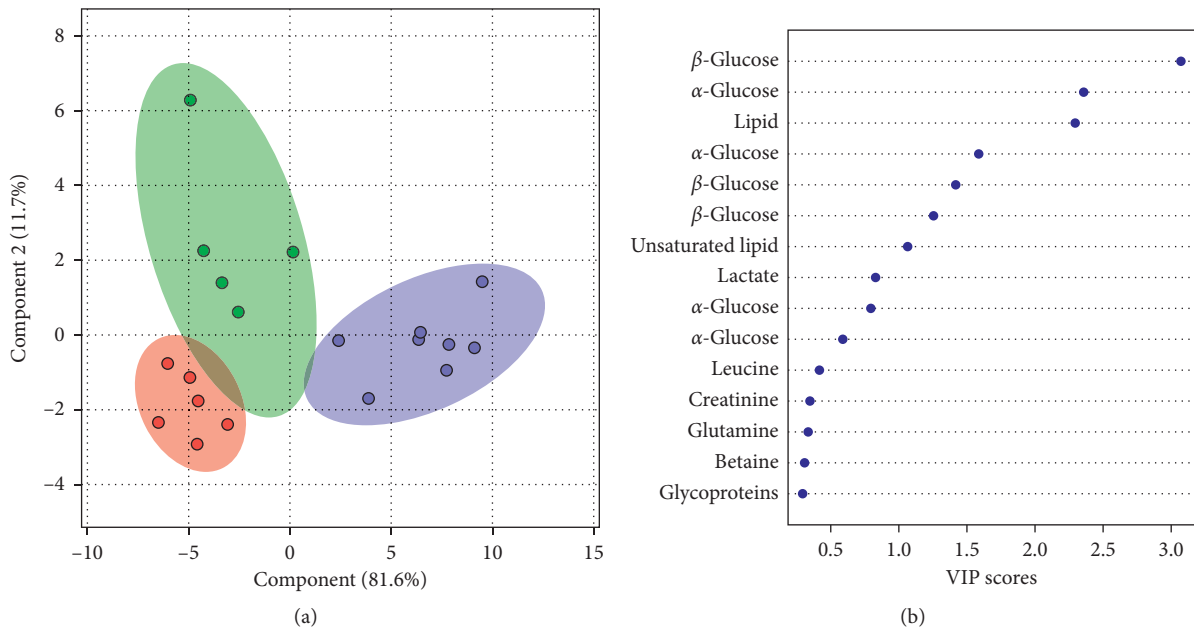 8
6
4
2
0
−2
−4
Component 2 (11.7%)
−10
−5
0
5
10
15
Component (81.6%)
(a)
β-Glucose
α-Glucose
Lipid
α-Glucose
β-Glucose
β-Glucose
Unsaturated lipid
Lactate
α-Glucose
α-Glucose
Leucine
Creatinine
Glutamine
Betaine
Glycoproteins
0.5
1.0
1.5
2.0
2.5
3.0
VIP scores
(b)